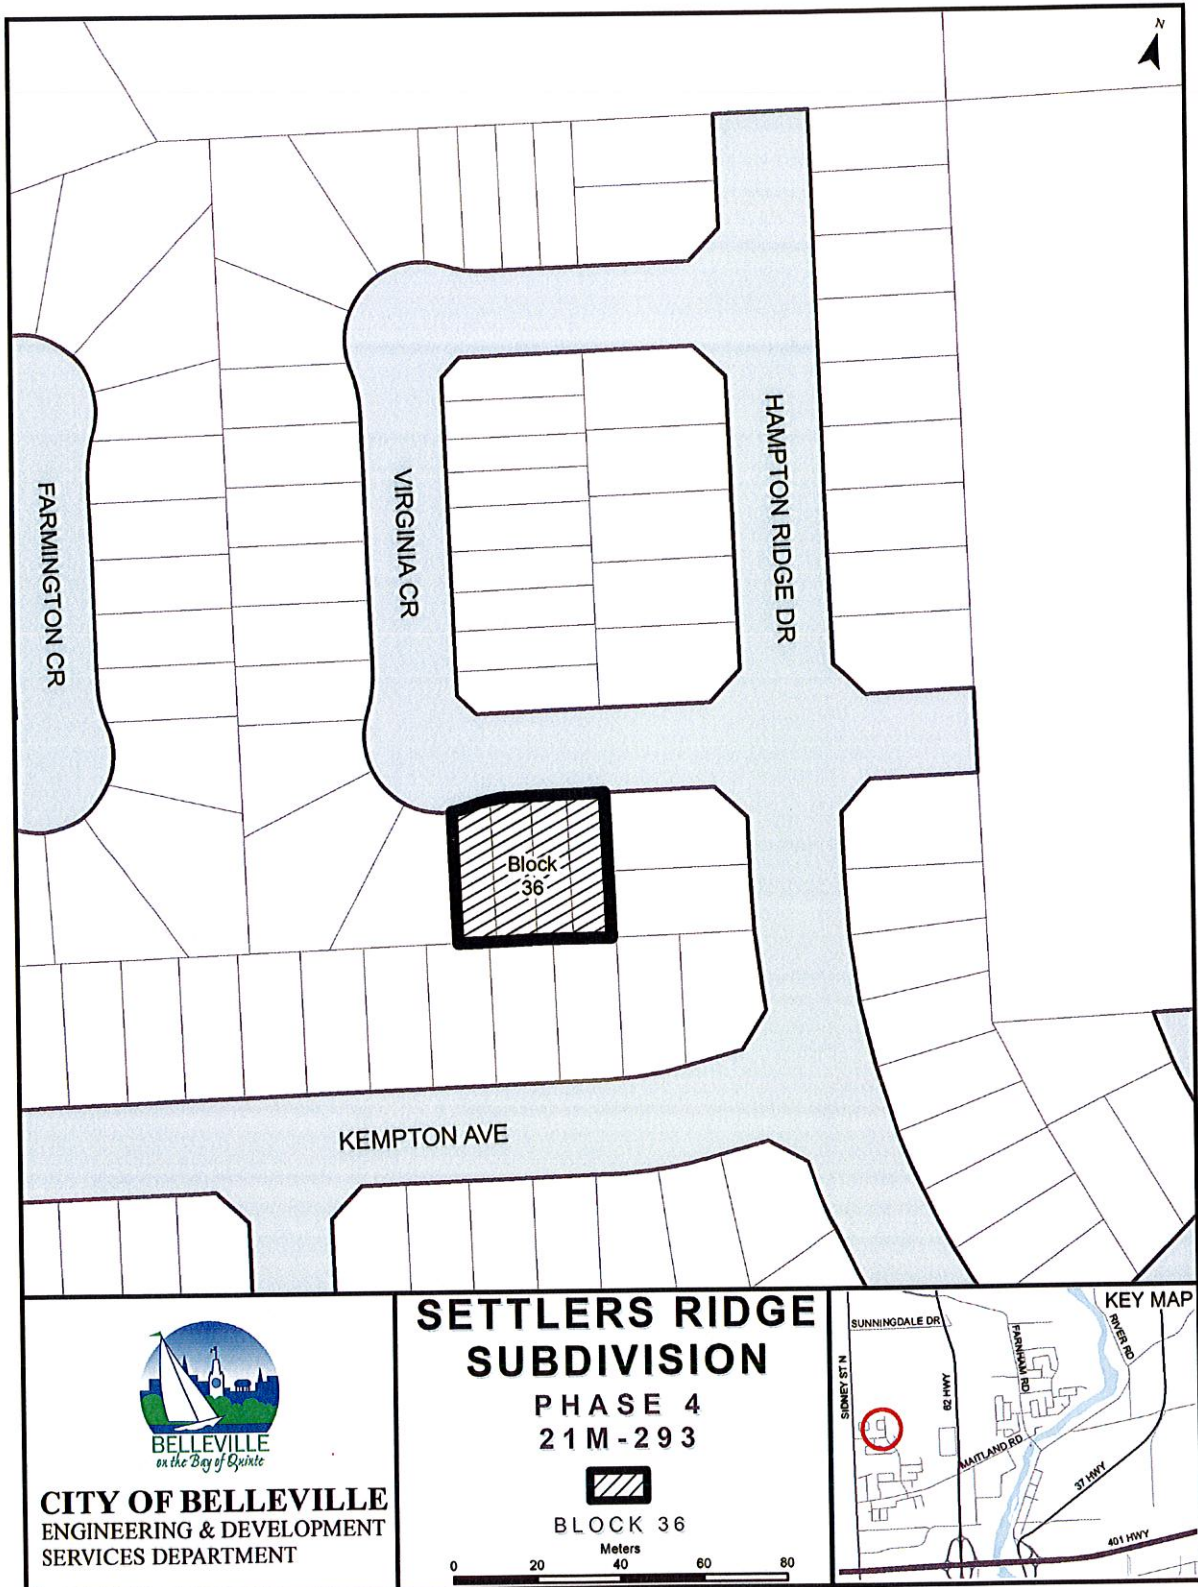 N
FARMINGTON CR
VIRGINIA CR
HAMPTON RIDGE DR
Block
36
KEMPTON AVE
BELLEVILLE
on the Bay of Quinte
CITY OF BELLEVILLE
ENGINEERING & DEVELOPMENT
SERVICES DEPARTMENT
SETTLERS RIDGE
SUBDIVISION
PHASE 4
21M-293
BLOCK 36
Meters
0 20 40 60 80
KEY MAP
SUNNINGDALE DR
SIDNEY ST N
62 HWY
FARNHAM RD
RIVER RD
MAITLAND RD
37 HWY
401 HWY